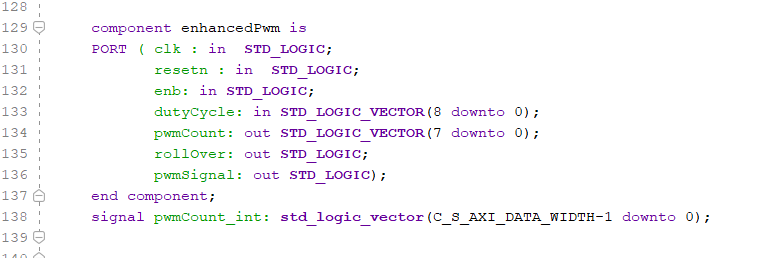 128
129 component enhancedPwm is
130 PORT ( clk : in  STD_LOGIC;
131 resetn : in  STD_LOGIC;
132 enb: in STD_LOGIC;
133 dutyCycle: in STD_LOGIC_VECTOR(8 downto 0);
134 pwmCount: out STD_LOGIC_VECTOR(7 downto 0);
135 rollOver: out STD_LOGIC;
136 pwmSignal: out STD_LOGIC);
137 end component;
138 signal pwmCount_int: std_logic_vector(C_S_AXI_DATA_WIDTH-1 downto 0);
139